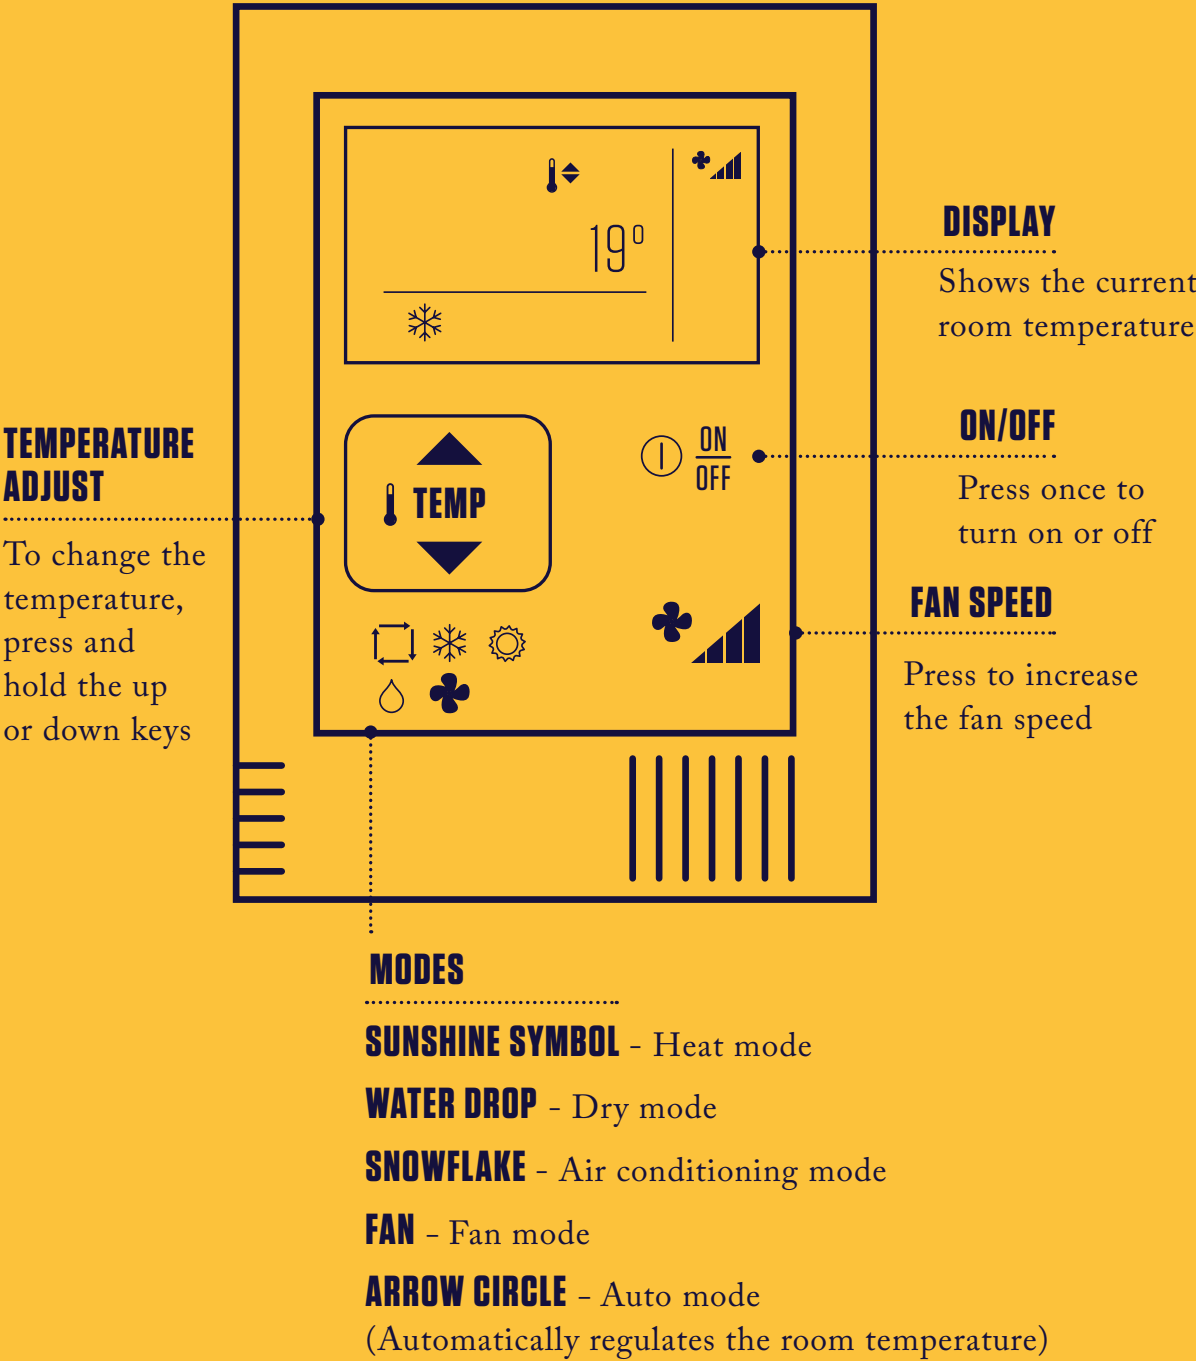 19°
DISPLAY
Shows the current
room temperature
TEMPERATURE
ADJUST
To change the
temperature,
press and
hold the up
or down keys
TEMP
ON
OFF
ON/OFF
Press once to
turn on or off
FAN SPEED
Press to increase
the fan speed
MODES
SUNSHINE SYMBOL - Heat mode
WATER DROP - Dry mode
SNOWFLAKE - Air conditioning mode
FAN - Fan mode
ARROW CIRCLE - Auto mode
(Automatically regulates the room temperature)